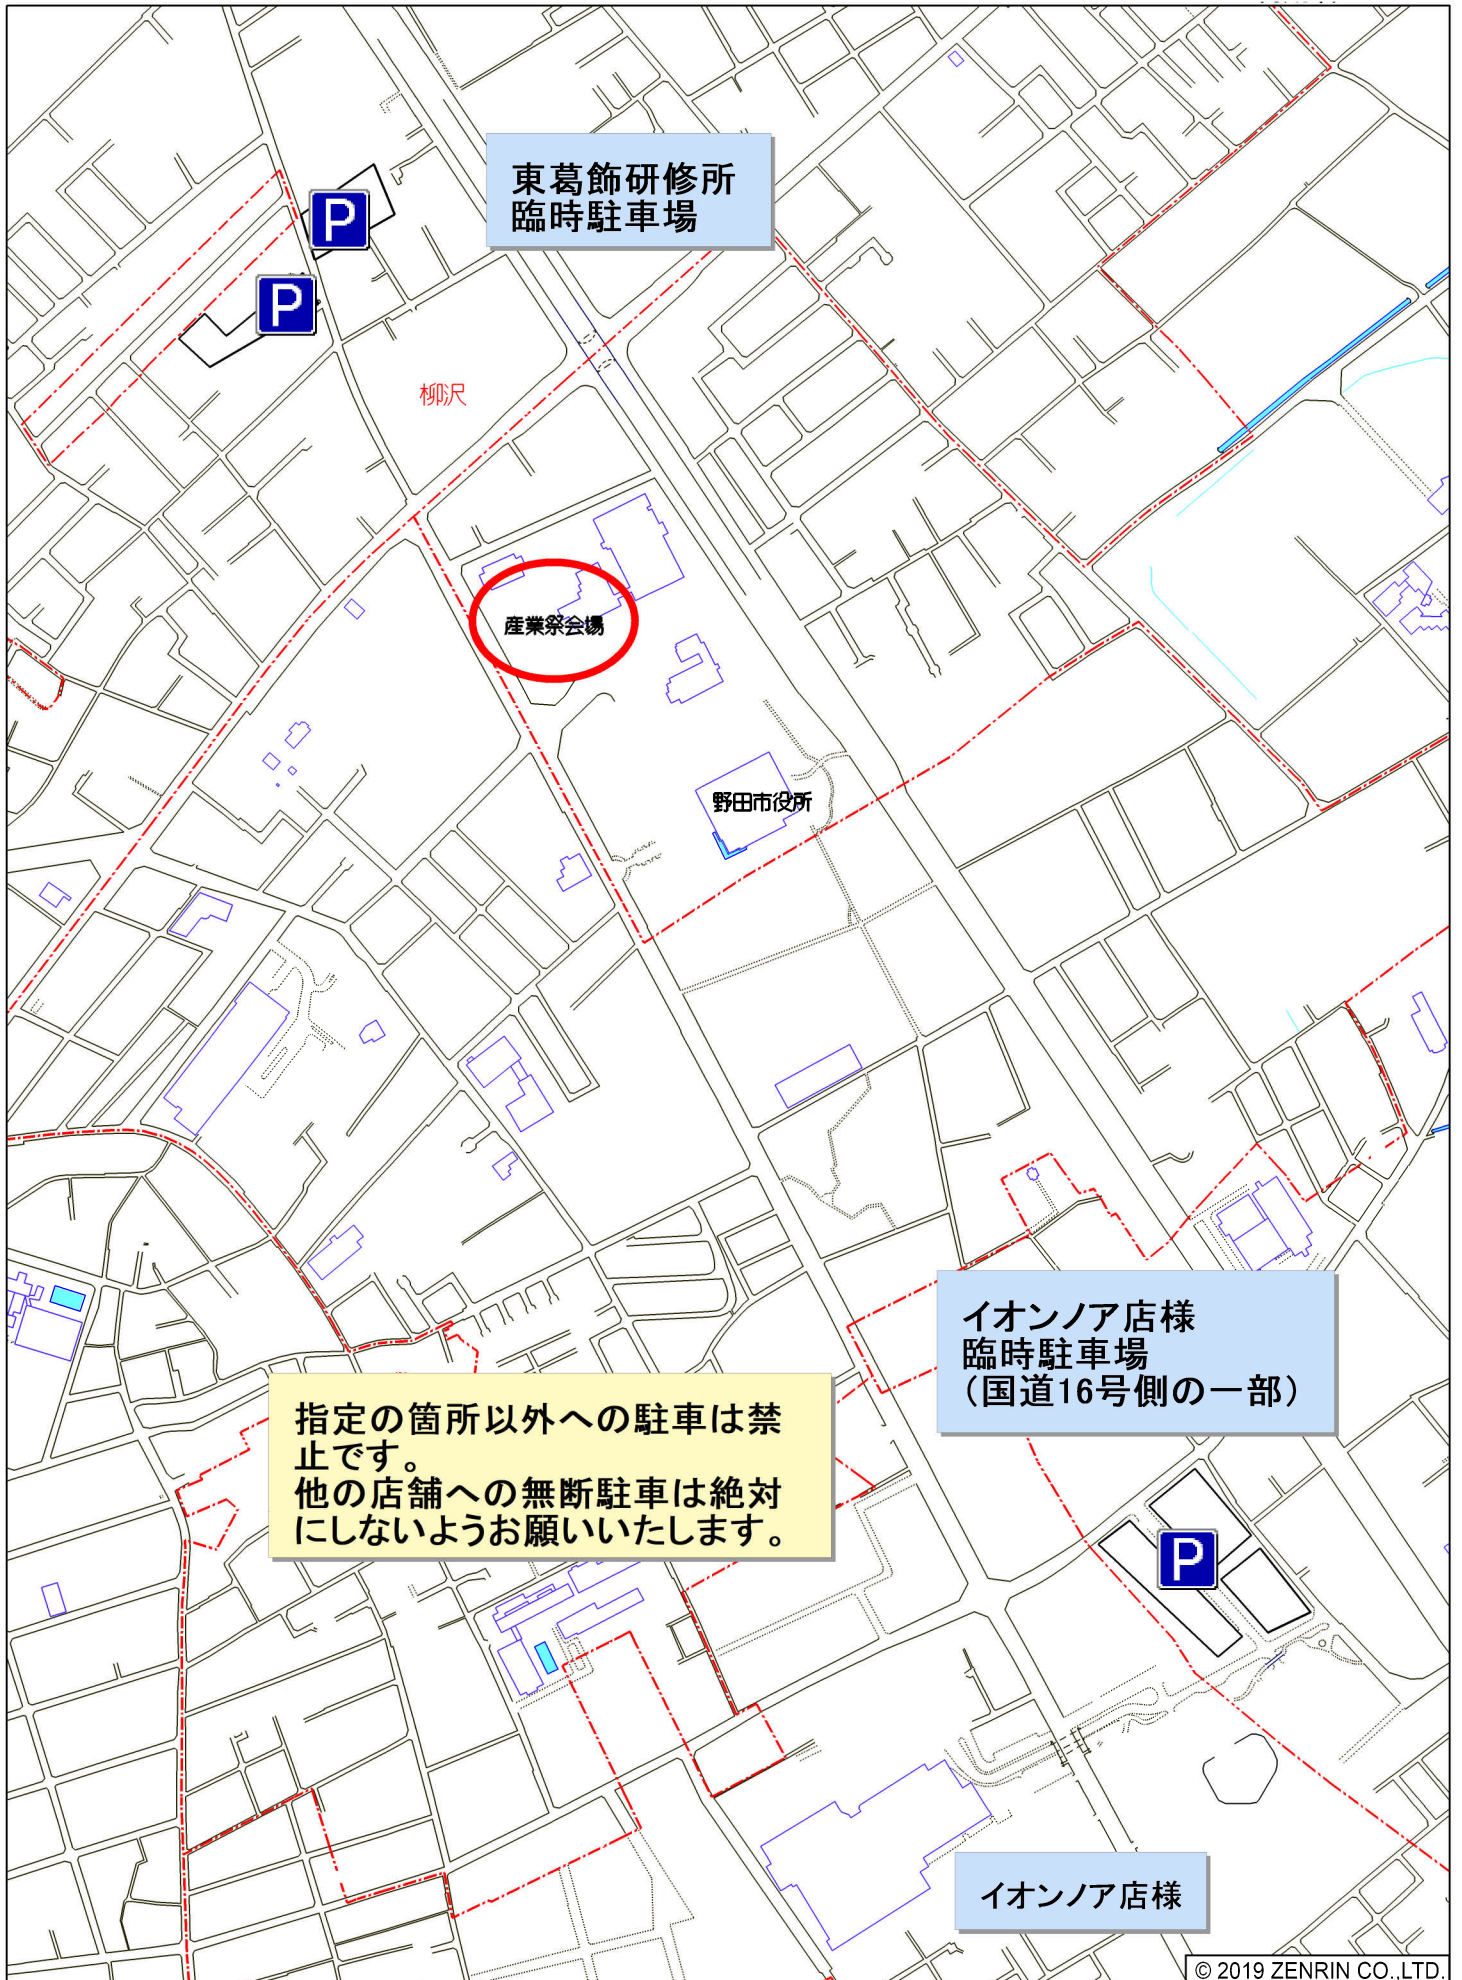 東葛飾研修所
臨時駐車場
P
P
柳沢
産業祭会場
野田市役所
イオンノア店様
臨時駐車場
（国道16号側の一部）
指定の箇所以外への駐車は禁
止です。
他の店舗への無断駐車は絶対
にしないようお願いいたします。
P
イオンノア店様
© 2019 ZENRIN CO.,LTD.